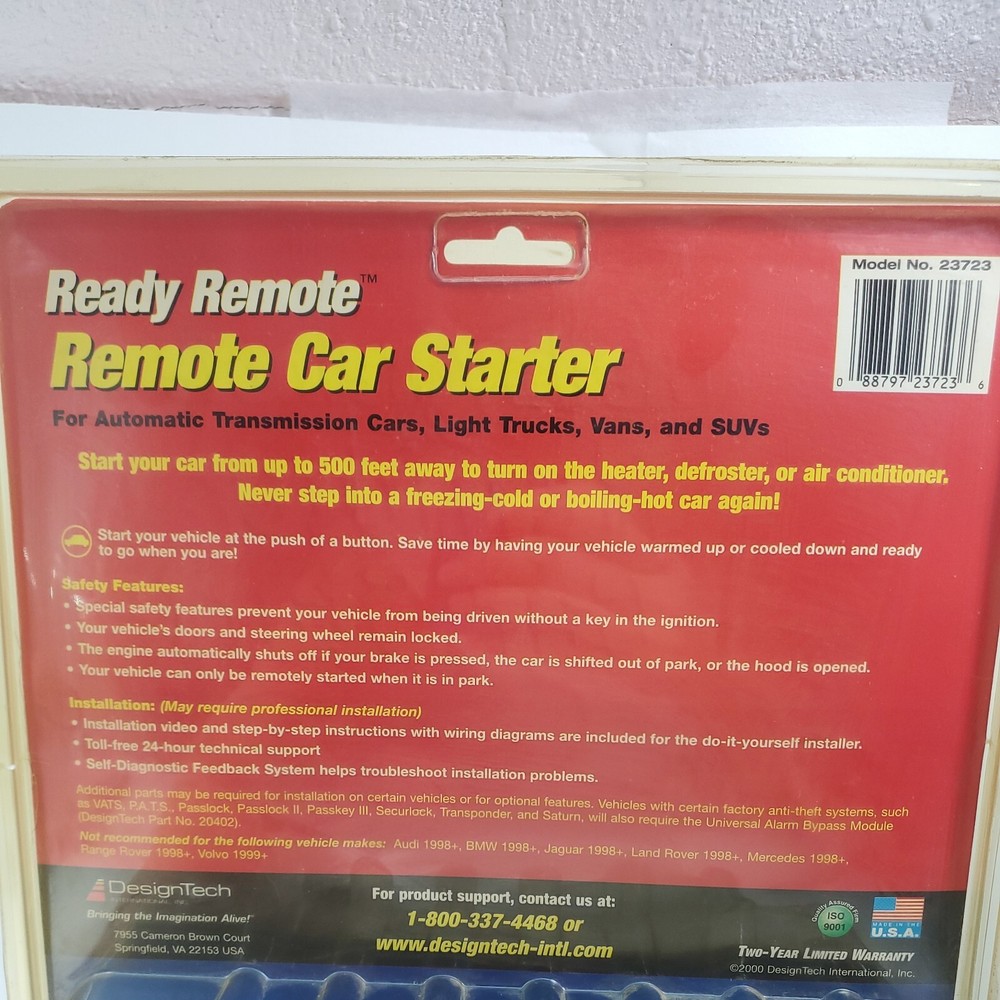 Model No. 23723
0 88797 23723 6
Ready Remote™
Remote Car Starter
For Automatic Transmission Cars, Light Trucks, Vans, and SUVs
Start your car from up to 500 feet away to turn on the heater, defroster, or air conditioner.
Never step into a freezing-cold or boiling-hot car again!
Start your vehicle at the push of a button. Save time by having your vehicle warmed up or cooled down and ready
to go when you are!
Safety Features:
• Special safety features prevent your vehicle from being driven without a key in the ignition.
• Your vehicle's doors and steering wheel remain locked.
• The engine automatically shuts off if your brake is pressed, the car is shifted out of park, or the hood is opened.
• Your vehicle can only be remotely started when it is in park.
Installation: (May require professional installation)
• Installation video and step-by-step instructions with wiring diagrams are included for the do-it-yourself installer.
• Toll-free 24-hour technical support
• Self-Diagnostic Feedback System helps troubleshoot installation problems.
Additional parts may be required for installation on certain vehicles or for optional features. Vehicles with certain factory anti-theft systems, such
as VATS, P.A.T.S., Passlock, Passlock II, Passkey III, Securlock, Transponder, and Saturn, will also require the Universal Alarm Bypass Module
(DesignTech Part No. 20402).
Not recommended for the following vehicle makes: Audi 1998+, BMW 1998+, Jaguar 1998+, Land Rover 1998+, Mercedes 1998+,
Range Rover 1998+, Volvo 1999+
DesignTech
INTERNATIONAL, INC.
Bringing the Imagination Alive!™
7955 Cameron Brown Court
Springfield, VA 22153 USA
For product support, contact us at:
1-800-337-4468 or
www.designtech-intl.com
Quality Assured Firm
ISO
9001
MADE IN THE
U.S.A.
Two-Year Limited Warranty
©2000 DesignTech International, Inc.